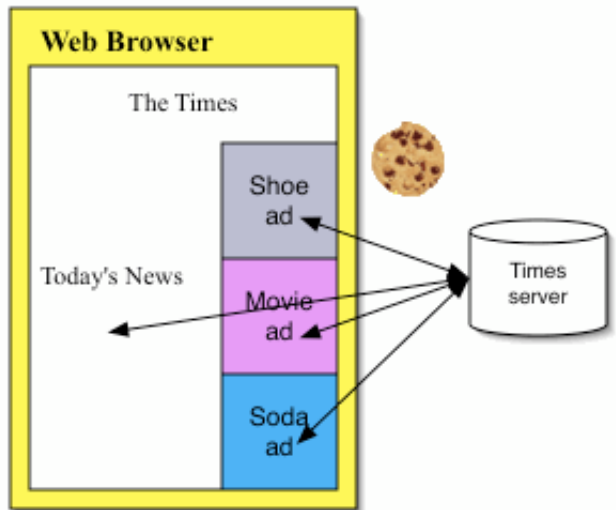 Web Browser
The Times
Shoe
ad
Today's News
Movie
ad
Soda
ad
Times
server